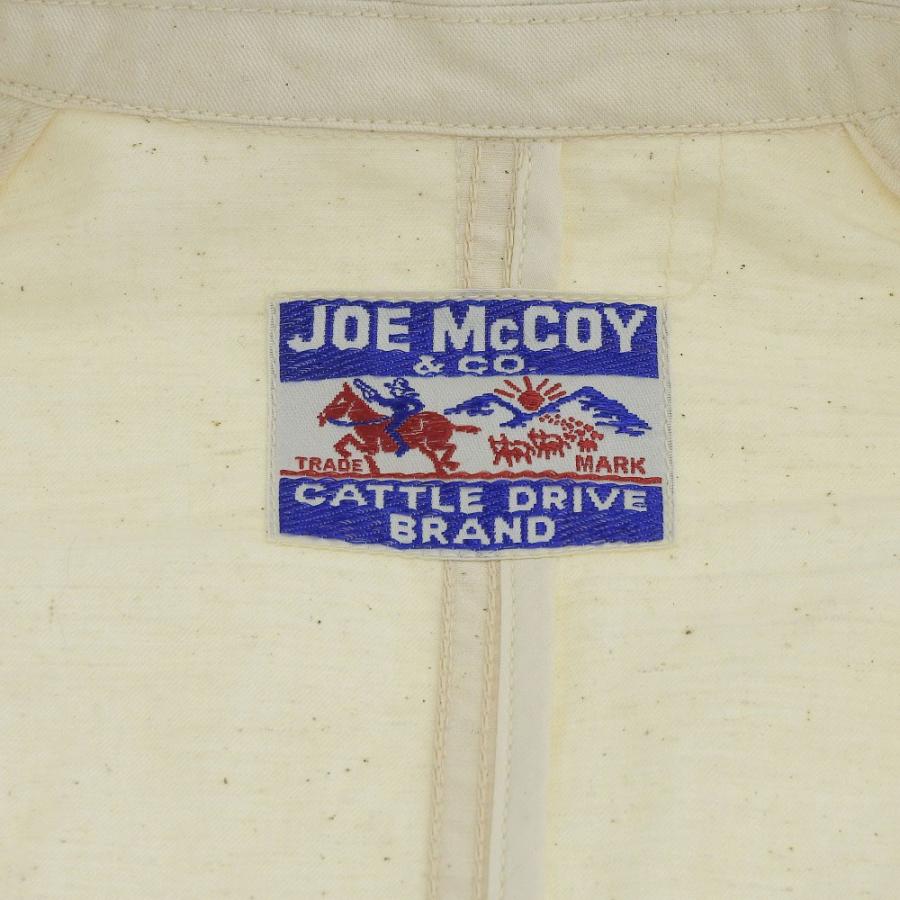 JOE McCOY
& CO.
TRADE MARK
CATTLE DRIVE
BRAND